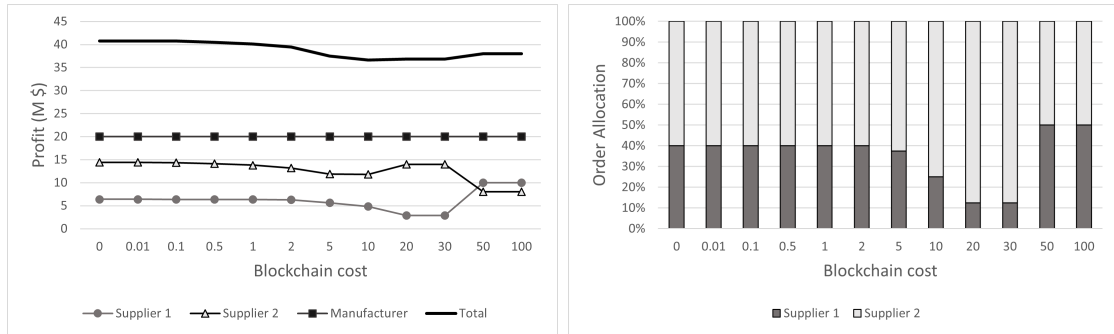 45
40
35
30
25
20
15
10
5
0
Profit (M $)
0 0.01 0.1 0.5 1 2 5 10 20 30 50 100
Blockchain cost
Supplier 1 Supplier 2 Manufacturer Total
100%
90%
80%
70%
60%
50%
40%
30%
20%
10%
0%
Order Allocation
0 0.01 0.1 0.5 1 2 5 10 20 30 50 100
Blockchain cost
Supplier 1 Supplier 2